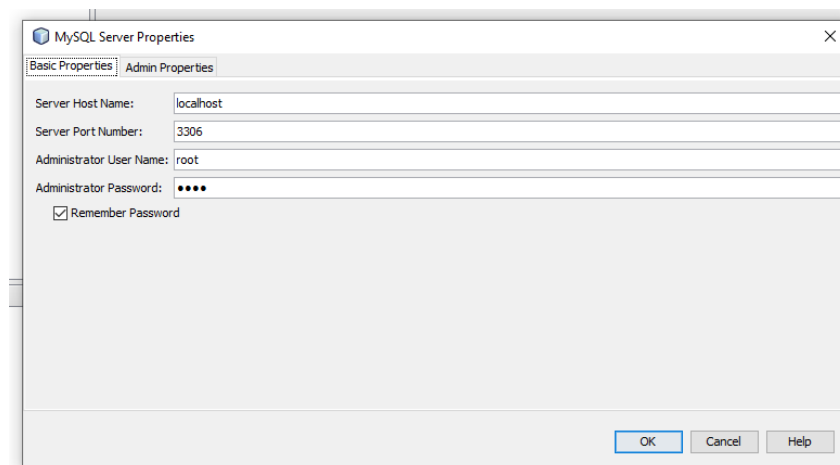 MySQL Server Properties
Basic Properties Admin Properties
Server Host Name: localhost
Server Port Number: 3306
Administrator User Name: root
Administrator Password: ••••
Remember Password
OK Cancel Help